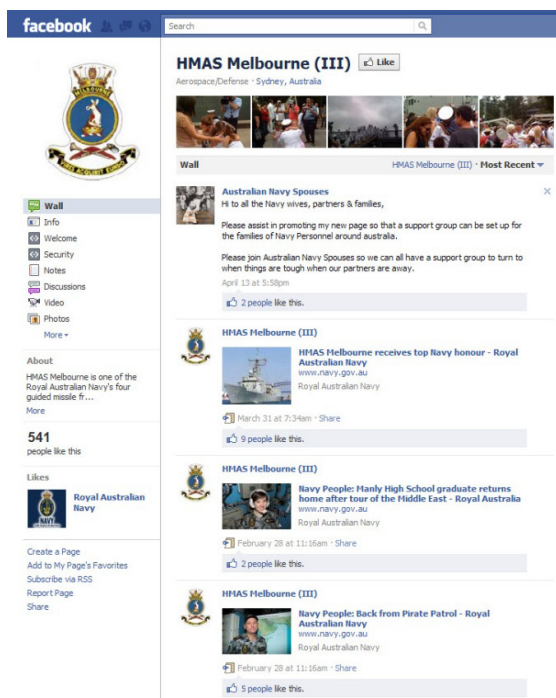 facebook
Search
HMAS Melbourne (III)
Like
Aerospace/Defense · Sydney, Australia
MELBOURNE
VIRES ACQUIRIT EUNDO
Wall
HMAS Melbourne (III) · Most Recent
Wall
Info
Welcome
Security
Notes
Discussions
Video
Photos
More
About
HMAS Melbourne is one of the
Royal Australian Navy's four
guided missile fr...
More
541
people like this
Likes
NAVY
Royal Australian
Navy
Create a Page
Add to My Page's Favorites
Subscribe via RSS
Report Page
Share
Australian Navy Spouses
Hi to all the Navy wives, partners & families,
Please assist in promoting my new page so that a support group can be set up for
the families of Navy Personnel around australia.
Please join Australian Navy Spouses so we can all have a support group to turn to
when things are tough when our partners are away.
April 13 at 5:58pm
2 people like this.
HMAS Melbourne (III)
HMAS Melbourne receives top Navy honour - Royal
Australian Navy
www.navy.gov.au
Royal Australian Navy
March 31 at 7:34am · Share
9 people like this.
HMAS Melbourne (III)
Navy People: Manly High School graduate returns
home after tour of the Middle East - Royal Australia
www.navy.gov.au
Royal Australian Navy
February 28 at 11:16am · Share
2 people like this.
HMAS Melbourne (III)
Navy People: Back from Pirate Patrol - Royal
Australian Navy
www.navy.gov.au
Royal Australian Navy
February 28 at 11:16am · Share
5 people like this.